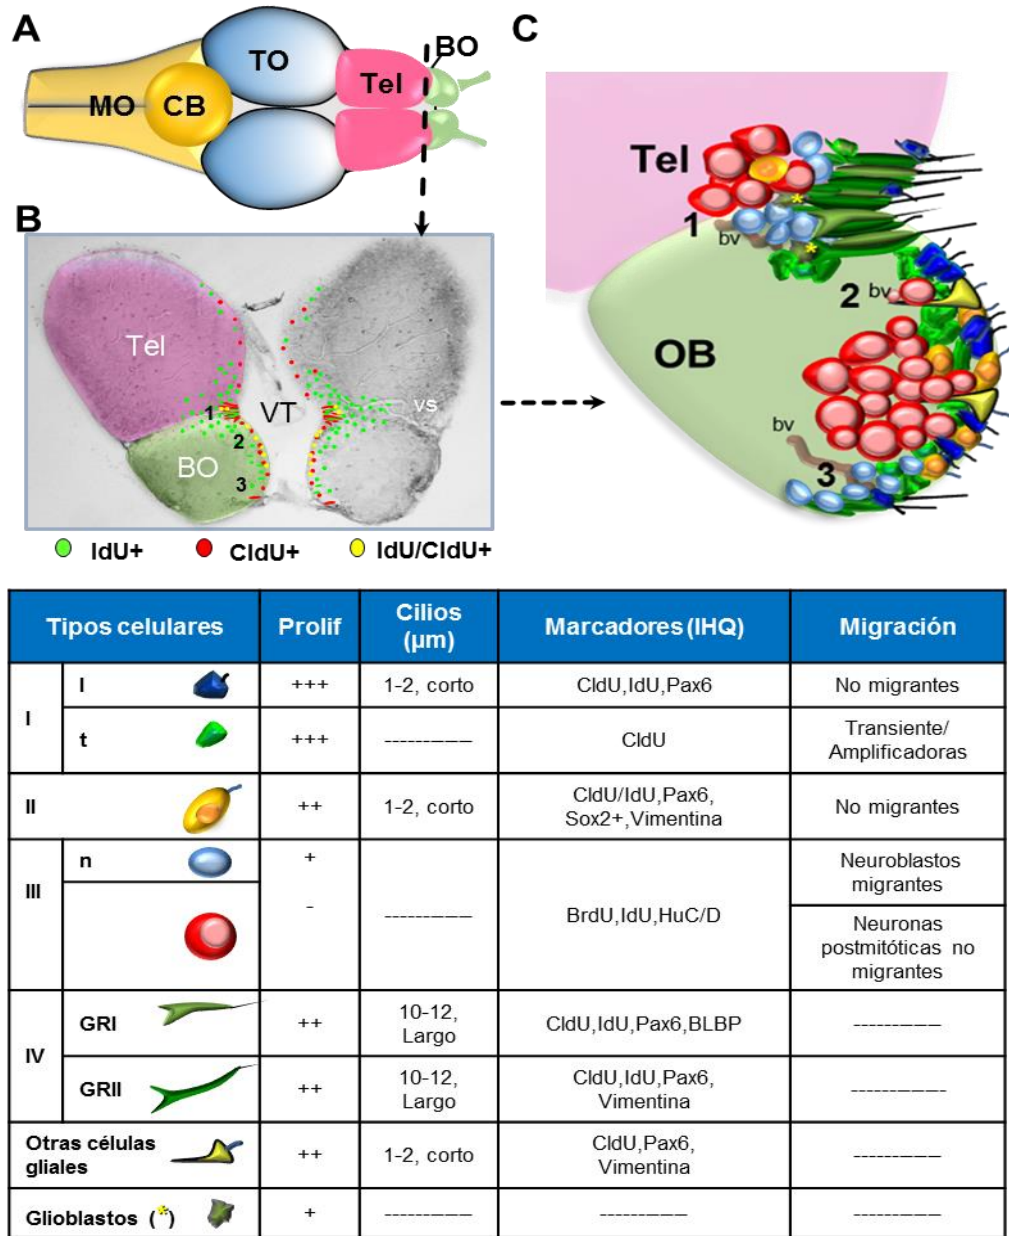 A
MO
CB
TO
Tel
BO
C
B
Tel
1
VT
vs
2
BO
3
IdU+
CldU+
IdU/CldU+
Tel
1
bv
*
*
2
bv
OB
bv
3
Tipos celulares Prolif Cilios (µm) Marcadores (IHQ) Migración
I
l +++ 1-2, corto CldU,IdU,Pax6 No migrantes
t +++ ------------- CldU Transiente/
Amplificadoras
II ++ 1-2, corto CldU/IdU,Pax6,
Sox2+,Vimentina No migrantes
III
n + Neuroblastos
migrantes
- ------------- BrdU,IdU,HuC/D
Neuronas
postmitóticas no
migrantes
IV
GRI ++ 10-12,
Largo CldU,IdU,Pax6,BLBP -------------
GRII ++ 10-12,
Largo CldU,IdU,Pax6,
Vimentina -------------
Otras células
gliales ++ 1-2, corto CldU,Pax6,
Vimentina -------------
Glioblastos (*) + ------------- ------------- -------------